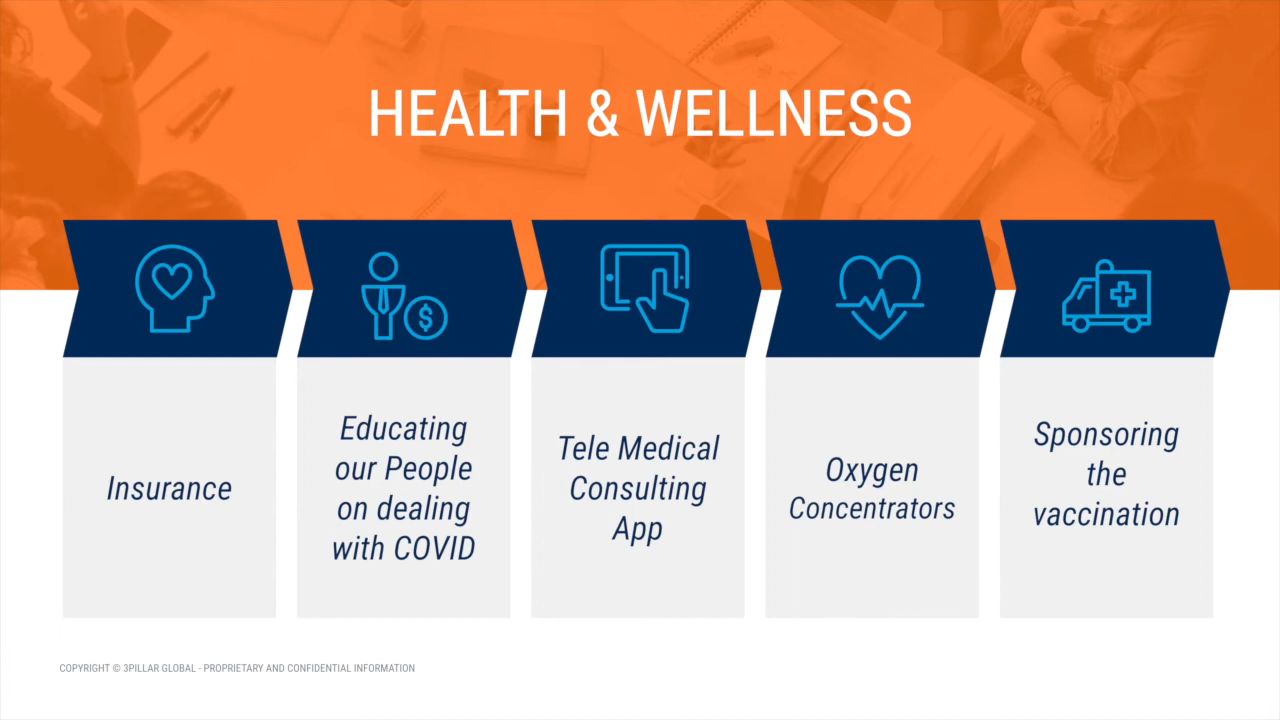 HEALTH & WELLNESS
Insurance
Educating
our People
on dealing
with COVID
Tele Medical
Consulting
App
Oxygen
Concentrators
Sponsoring
the
vaccination
COPYRIGHT © 3PILLAR GLOBAL - PROPRIETARY AND CONFIDENTIAL INFORMATION